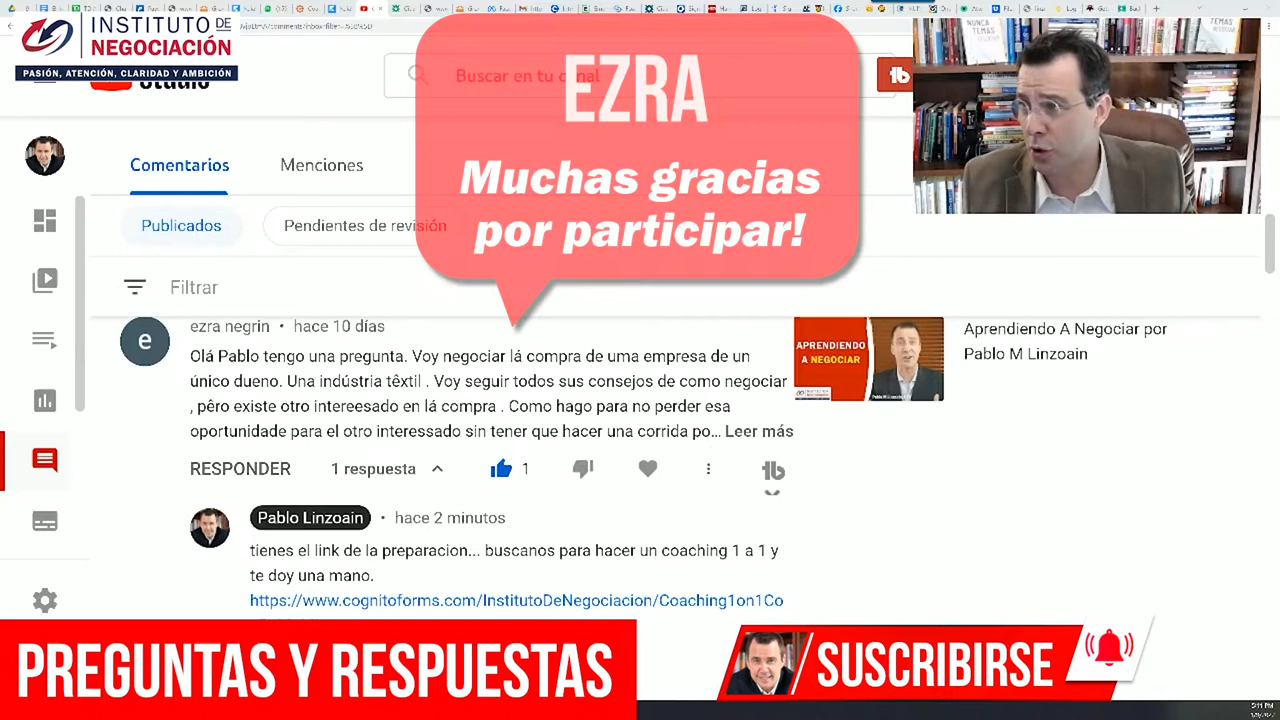 INSTITUTO DE
NEGOCIACIÓN
PASIÓN, ATENCIÓN, CLARIDAD Y AMBICIÓN
Studio
Buscar en tu canal
EZRA
Muchas gracias
por participar!
NUNCA
TEMAS
Comentarios
Menciones
Publicados
Pendientes de revisión
Filtrar
e
ezra negrin • hace 10 días
Olá Pablo tengo una pregunta. Voy negociar lá compra de uma empresa de un
único dueno. Una indústria têxtil . Voy seguir todos sus consejos de como negociar
, pêro existe otro intereesado en lá compra . Como hago para no perder esa
oportunidade para el otro interessado sin tener que hacer una corrida po... Leer más
APRENDIENDO
A NEGOCIAR
Aprendiendo A Negociar por
Pablo M Linzoain
RESPONDER
1 respuesta
1
Pablo Linzoain • hace 2 minutos
tienes el link de la preparacion... buscanos para hacer un coaching 1 a 1 y
te doy una mano.
https://www.cognitoforms.com/InstitutoDeNegociacion/Coaching1on1Co
PREGUNTAS Y RESPUESTAS
SUSCRIBIRSE